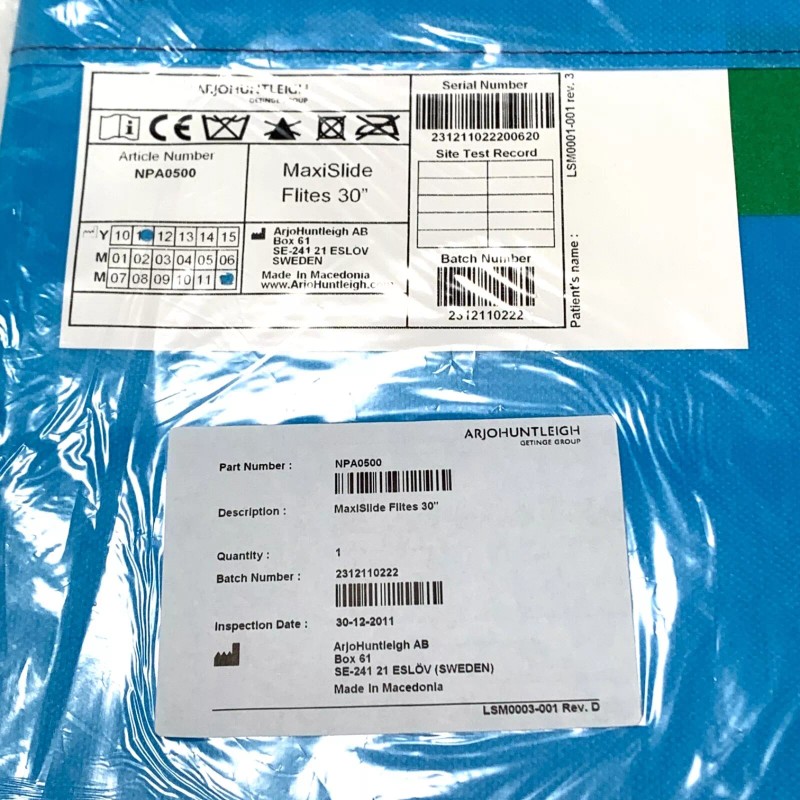 ARJOHUNTLEIGH
GETINGE GROUP
Article Number
NPA0500
MaxiSlide
Flites 30"
Y 10 12 13 14 15
M 01 02 03 04 05 06
M 07 08 09 10 11
ArjoHuntleigh AB
Box 61
SE-241 21 ESLOV
SWEDEN
Made In Macedonia
www.ArjoHuntleigh.com
Serial Number
231211022200620
Site Test Record
Batch Number
2312110222
LSM0001-001 rev. 3
Patient's name :
ARJOHUNTLEIGH
GETINGE GROUP
Part Number : NPA0500
Description : MaxiSlide Flites 30"
Quantity : 1
Batch Number : 2312110222
Inspection Date : 30-12-2011
ArjoHuntleigh AB
Box 61
SE-241 21 ESLÖV (SWEDEN)
Made In Macedonia
LSM0003-001 Rev. D